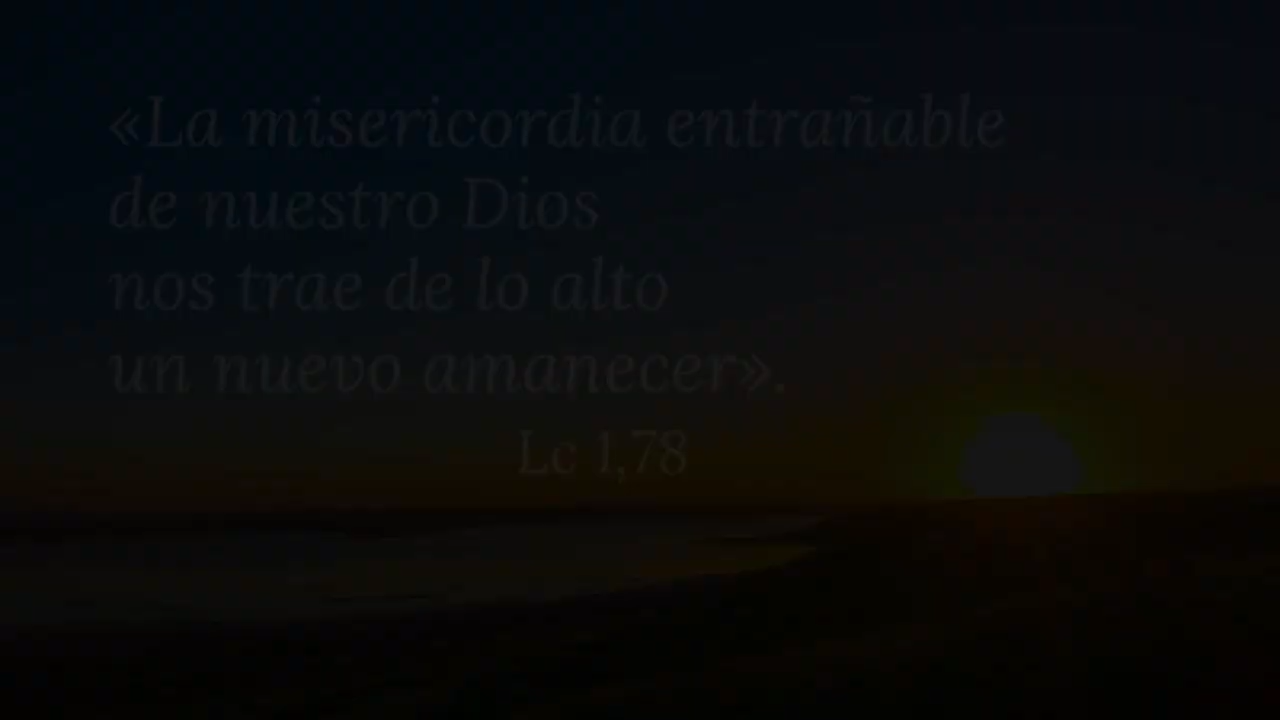 «La misericordia entrañable
de nuestro Dios
nos trae de lo alto
un nuevo amanecer».
Lc 1,78